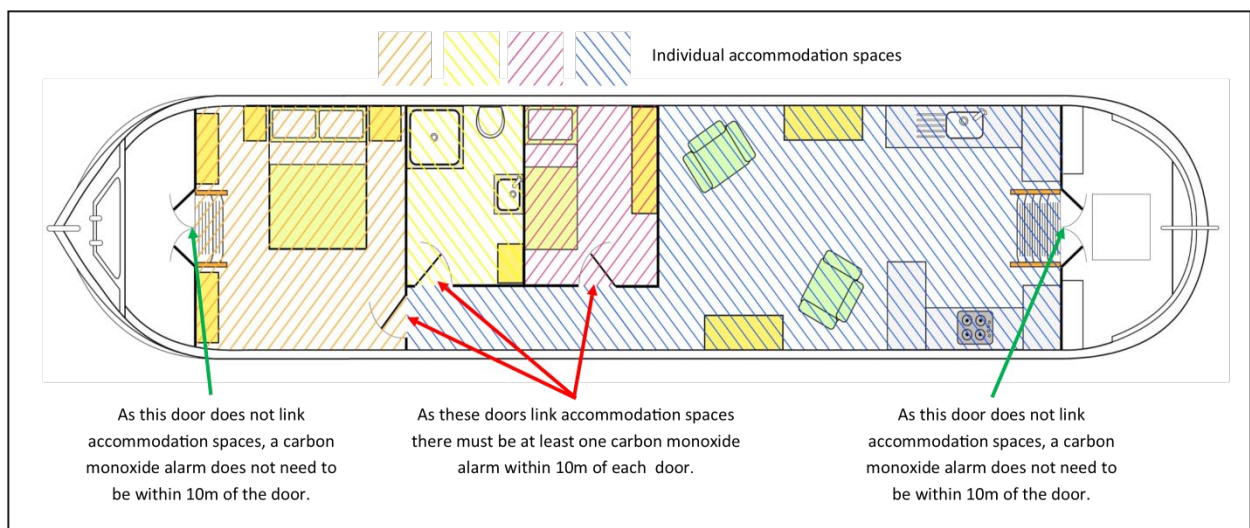 Individual accommodation spaces
As this door does not link
accommodation spaces, a carbon
monoxide alarm does not need to
be within 10m of the door.
As these doors link accommodation spaces
there must be at least one carbon monoxide
alarm within 10m of each door.
As this door does not link
accommodation spaces, a carbon
monoxide alarm does not need to
be within 10m of the door.